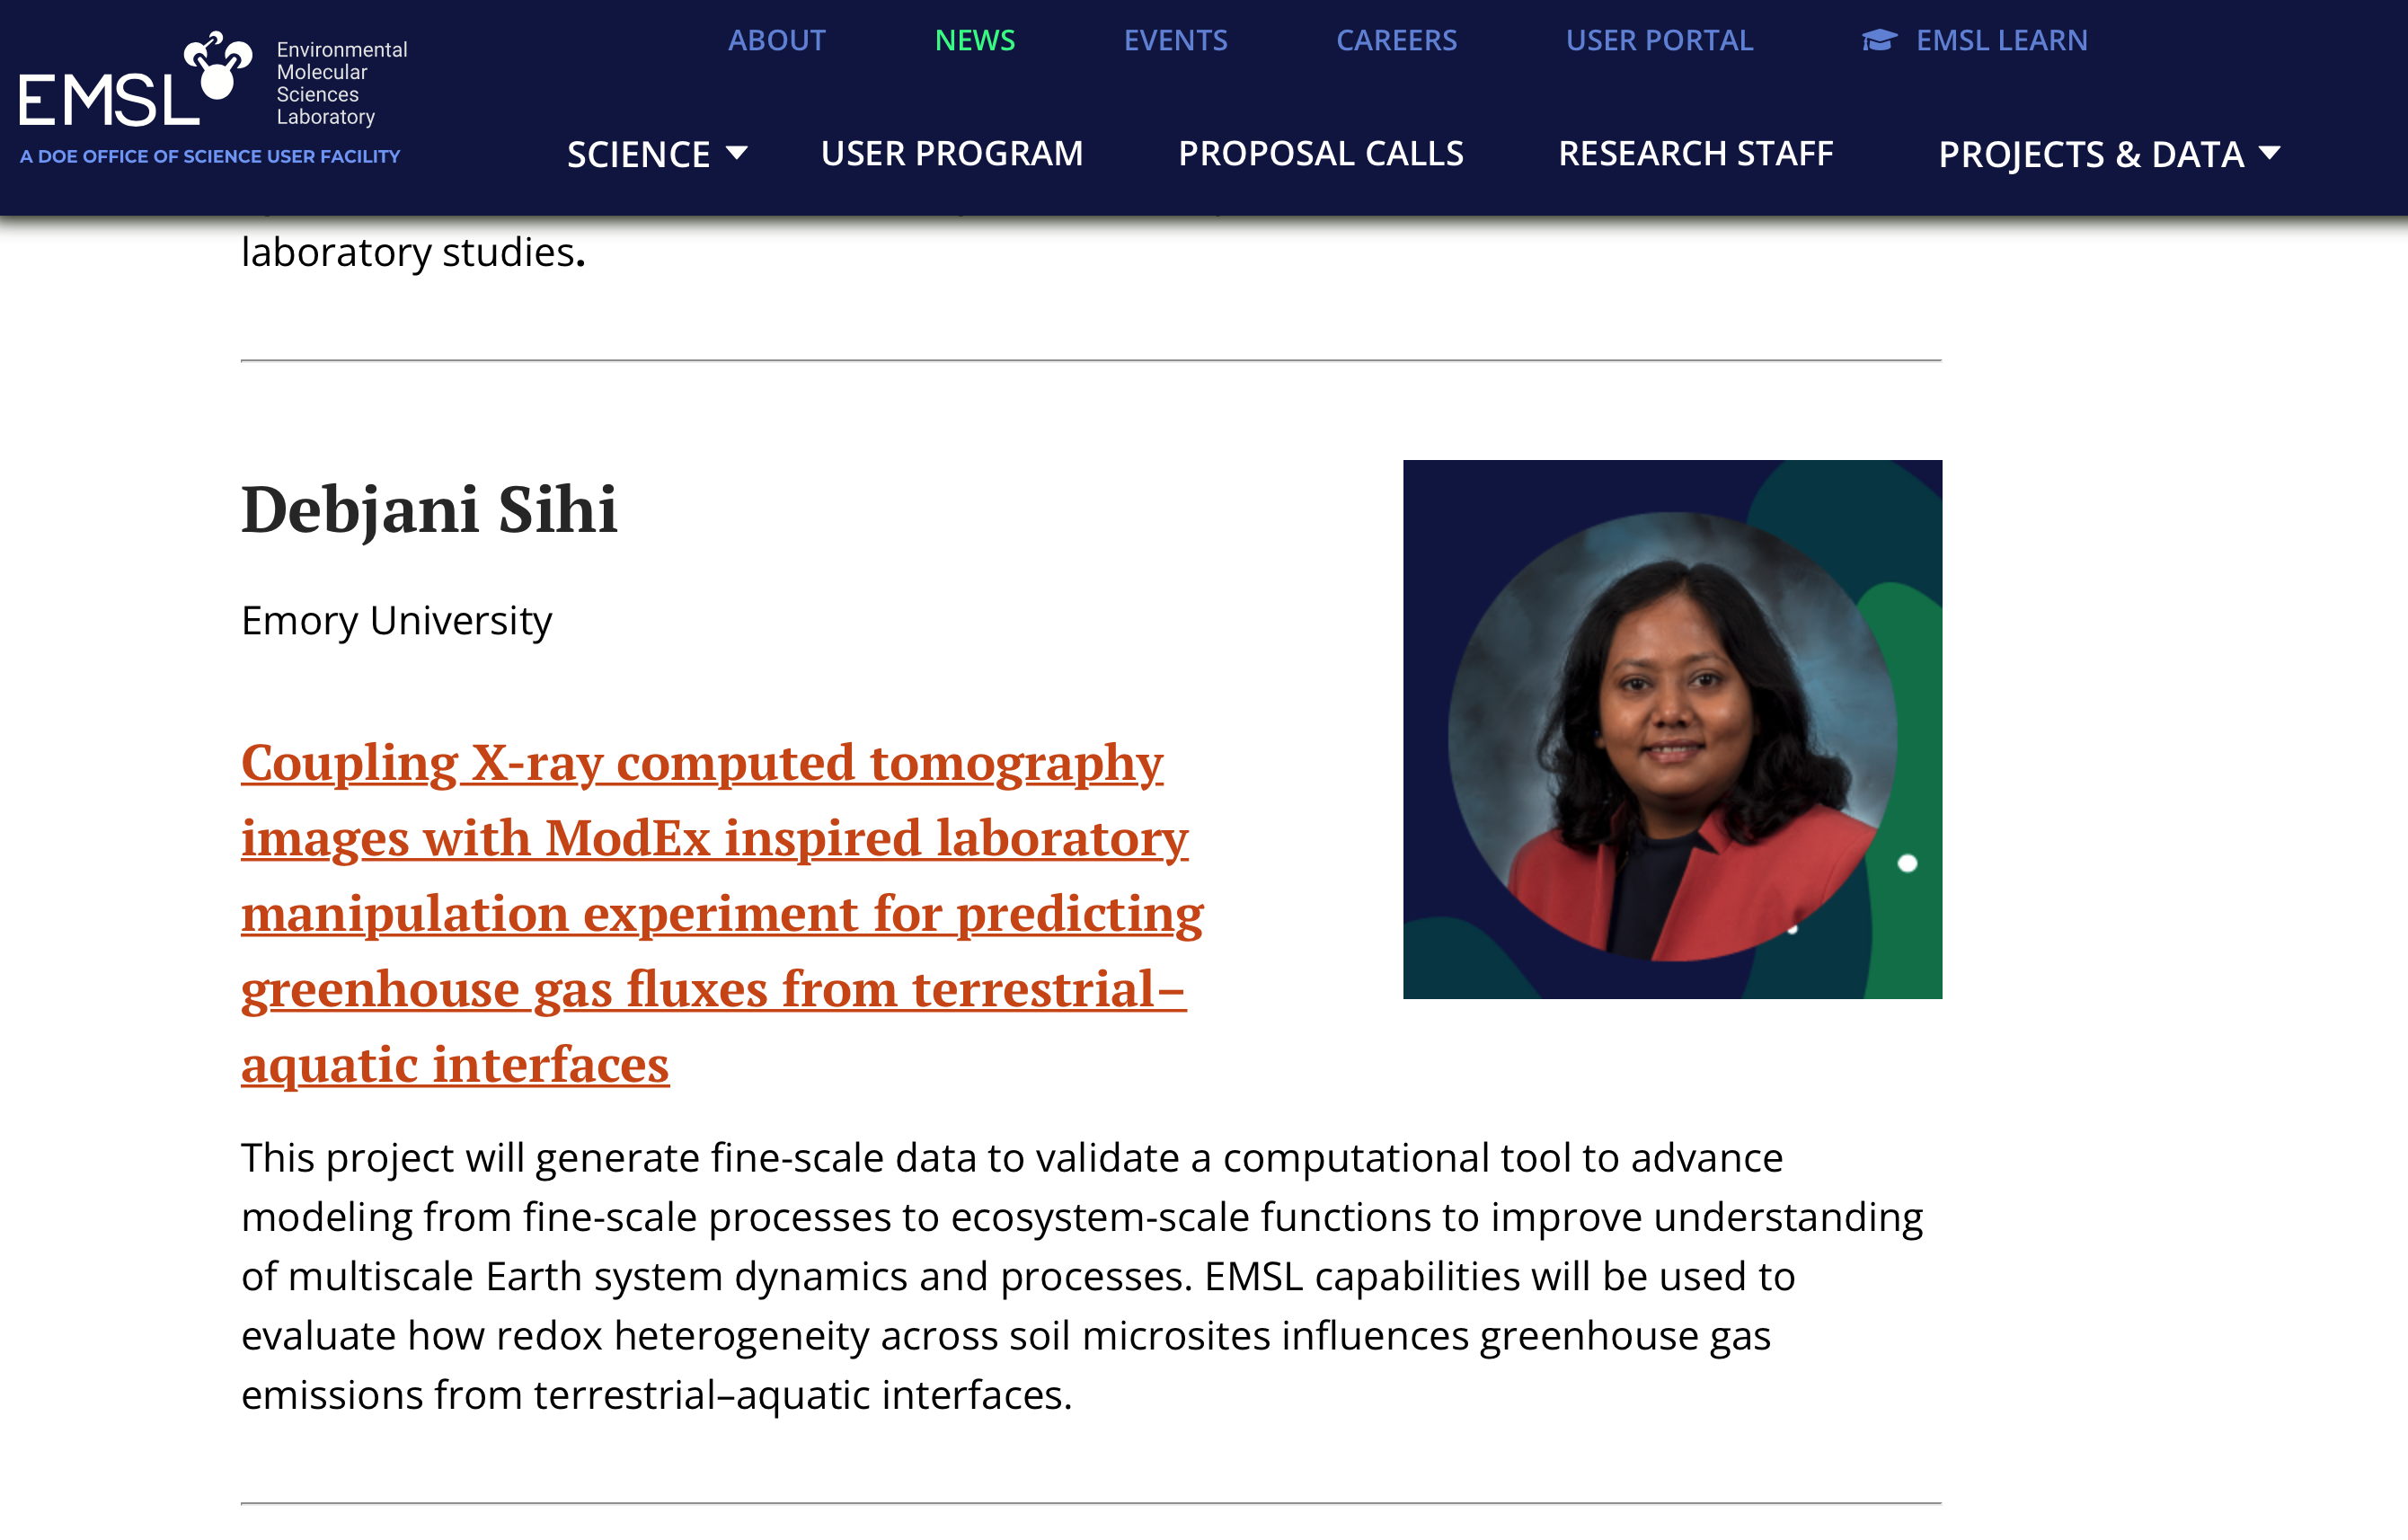 ABOUT NEWS EVENTS CAREERS USER PORTAL EMSL LEARN
EMSL
Environmental
Molecular
Sciences
Laboratory
A DOE OFFICE OF SCIENCE USER FACILITY
SCIENCE USER PROGRAM PROPOSAL CALLS RESEARCH STAFF PROJECTS & DATA
laboratory studies.
Debjani Sihi
Emory University
Coupling X-ray computed tomography
images with ModEx inspired laboratory
manipulation experiment for predicting
greenhouse gas fluxes from terrestrial–
aquatic interfaces
This project will generate fine-scale data to validate a computational tool to advance
modeling from fine-scale processes to ecosystem-scale functions to improve understanding
of multiscale Earth system dynamics and processes. EMSL capabilities will be used to
evaluate how redox heterogeneity across soil microsites influences greenhouse gas
emissions from terrestrial–aquatic interfaces.